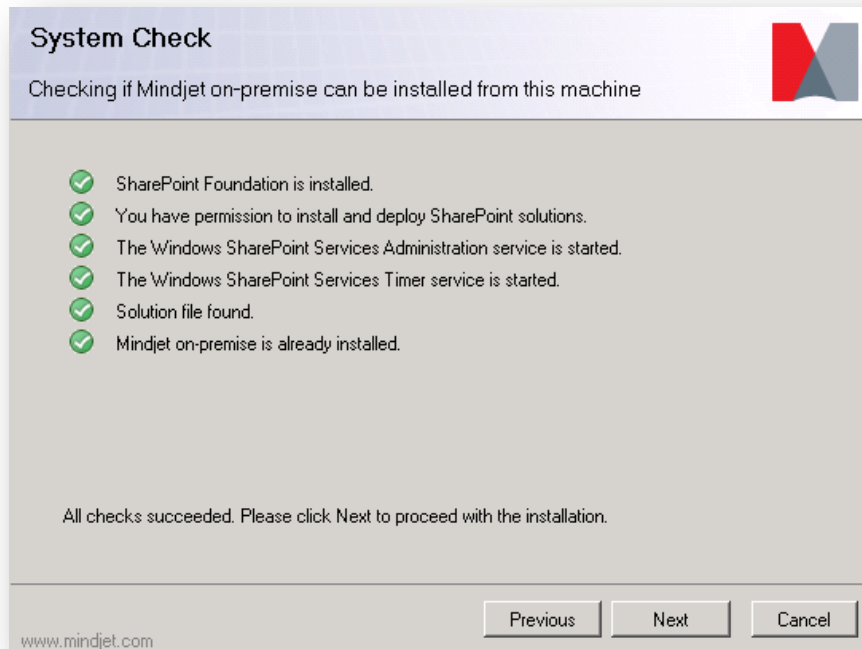 System Check
Checking if Mindjet on-premise can be installed from this machine
SharePoint Foundation is installed.
You have permission to install and deploy SharePoint solutions.
The Windows SharePoint Services Administration service is started.
The Windows SharePoint Services Timer service is started.
Solution file found.
Mindjet on-premise is already installed.
All checks succeeded. Please click Next to proceed with the installation.
Previous Next Cancel
www.mindjet.com